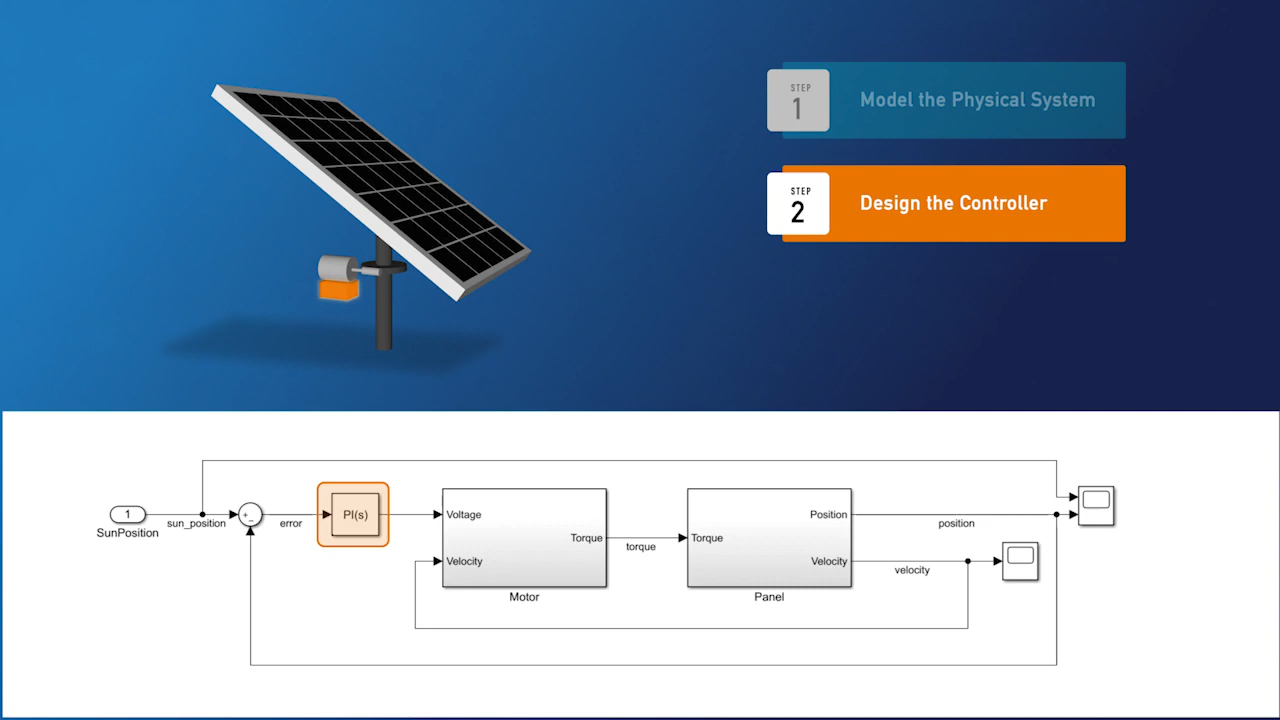 STEP
1
Model the Physical System
STEP
2
Design the Controller
1
SunPosition
sun_position
+
_
error
PI(s)
Voltage
Velocity
Torque
Motor
torque
Torque
Position
Velocity
Panel
position
velocity